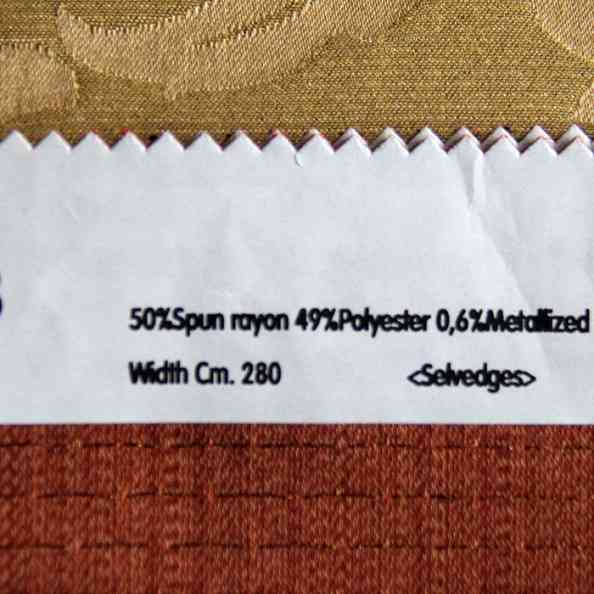 50%Spun rayon 49%Polyester 0,6%Metallized
Width Cm. 280 <Selvedges>